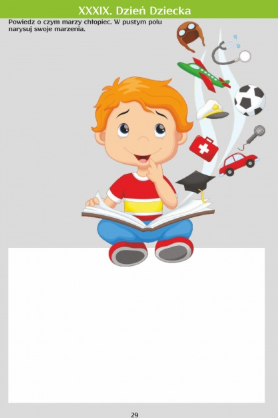 XXXIX. Dzień Dziecka
Powiedz o czym marzy chłopiec. W pustym polu
narysuj swoje marzenia.
29